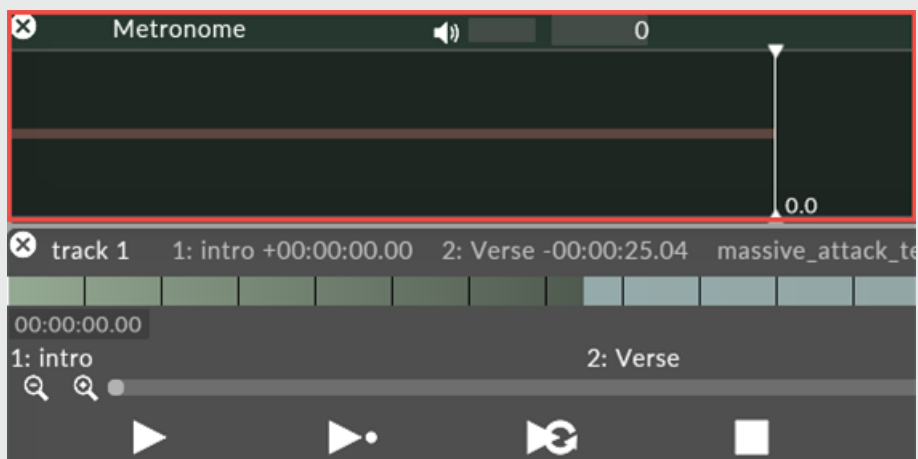 Metronome 0
0.0
track 1 1: intro +00:00:00.00 2: Verse -00:00:25.04 massive_attack_te
00:00:00.00
1: intro 2: Verse